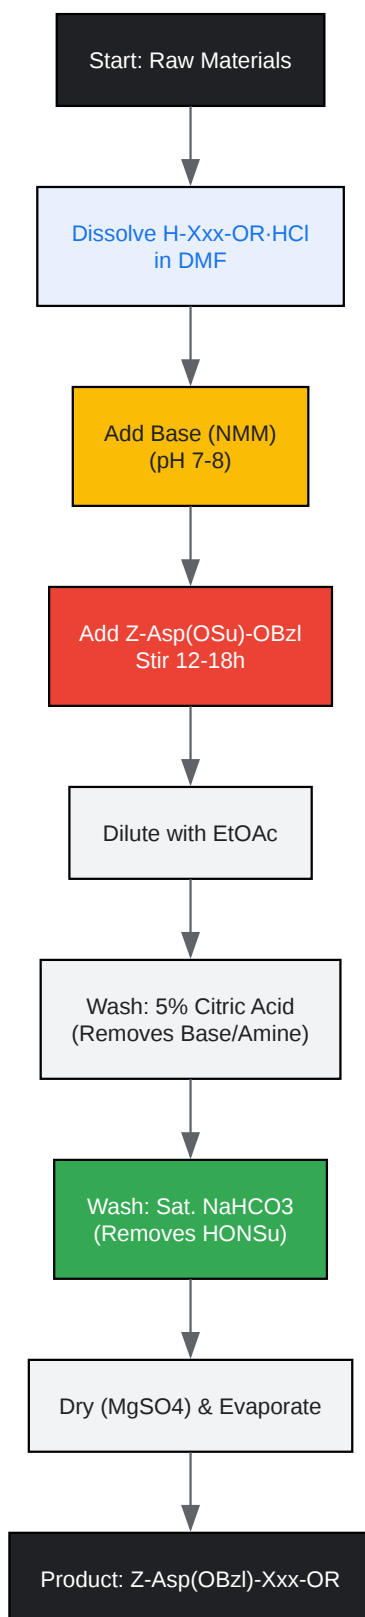 Start: Raw Materials
Dissolve H-Xxx-OR·HCl
in DMF
Add Base (NMM)
(pH 7-8)
Add Z-Asp(OSu)-OBzl
Stir 12-18h
Dilute with EtOAc
Wash: 5% Citric Acid
(Removes Base/Amine)
Wash: Sat. NaHCO3
(Removes HONSu)
Dry (MgSO4) & Evaporate
Product: Z-Asp(OBzl)-Xxx-OR